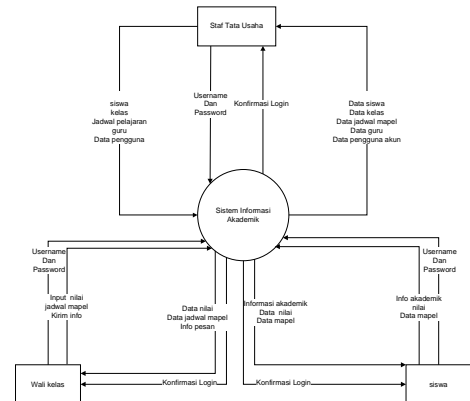 Staf Tata Usaha
siswa
kelas
Jadwal pelajaran
guru
Data pengguna
Username
Dan
Password
Konfirmasi Login
Data siswa
Data kelas
Data jadwal mapel
Data guru
Data pengguna akun
Sistem Informasi
Akademik
Username
Dan
Password
Input nilai
jadwal mapel
Kirim info
Data nilai
Data jadwal mapel
Info pesan
Informasi akademik
Data nilai
Data mapel
Info akademik
nilai
Data mapel
Username
Dan
Password
Wali kelas
Konfirmasi Login
Konfirmasi Login
siswa